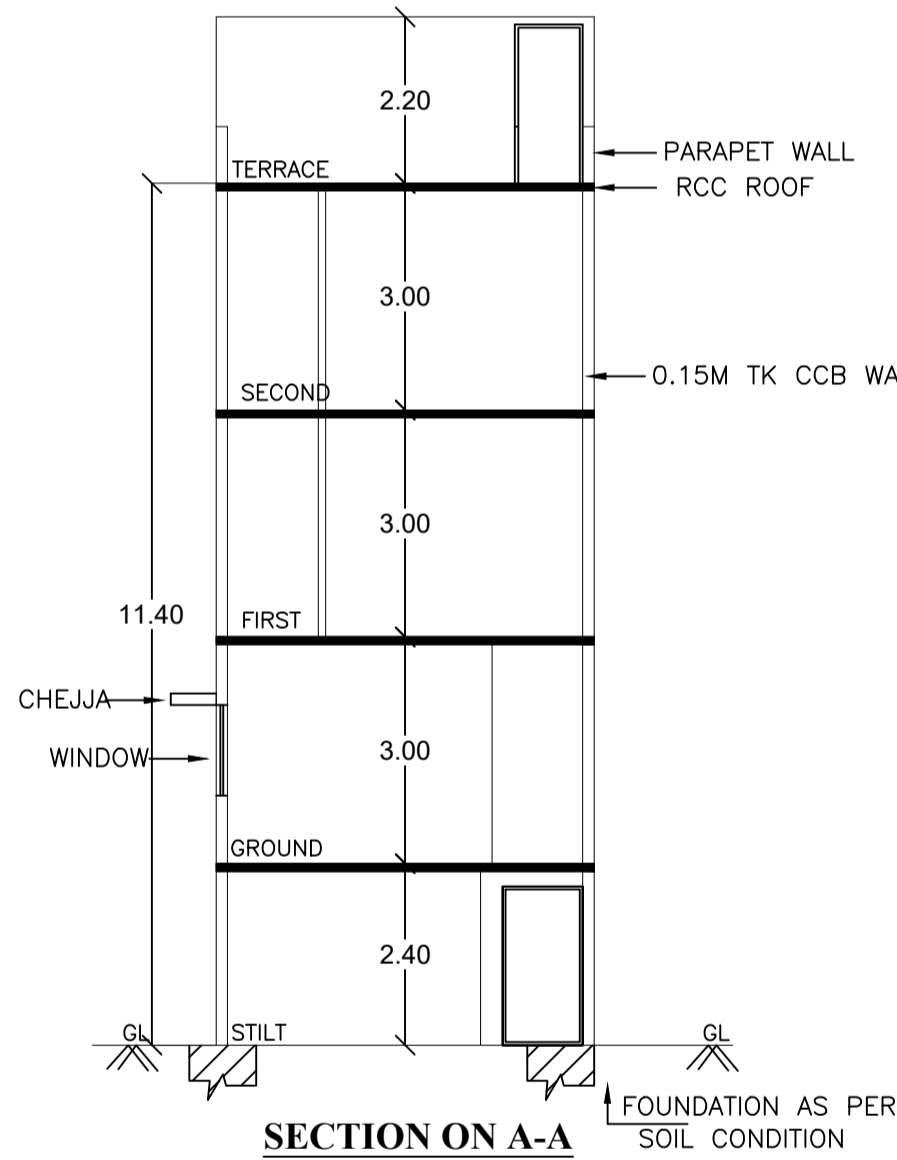 2.20
PARAPET WALL
TERRACE
RCC ROOF
3.00
0.15M TK CCB WA
SECOND
3.00
11.40
FIRST
CHEJJA
WINDOW
3.00
GROUND
2.40
GL
STILT
GL
FOUNDATION AS PER
SOIL CONDITION
SECTION ON A-A